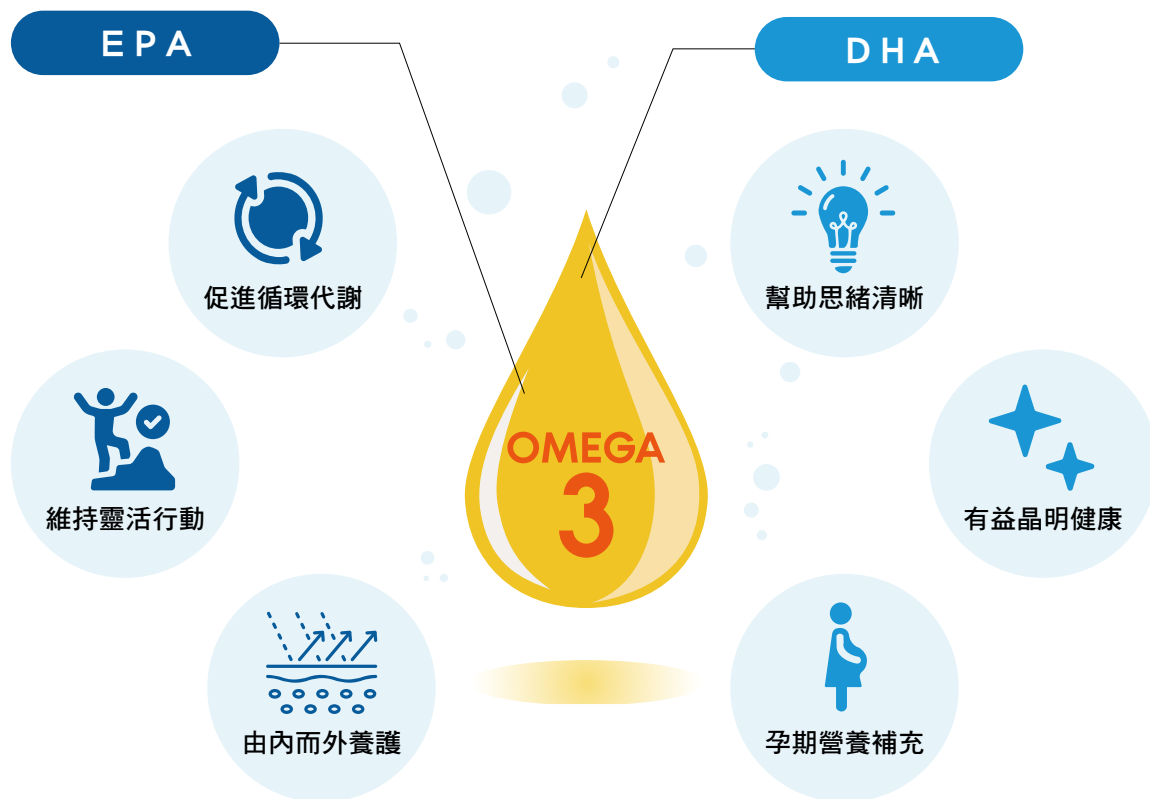 EPA
促進循環代謝
維持靈活行動
由內而外養護
OMEGA
3
DHA
幫助思緒清晰
有益晶明健康
孕期營養補充